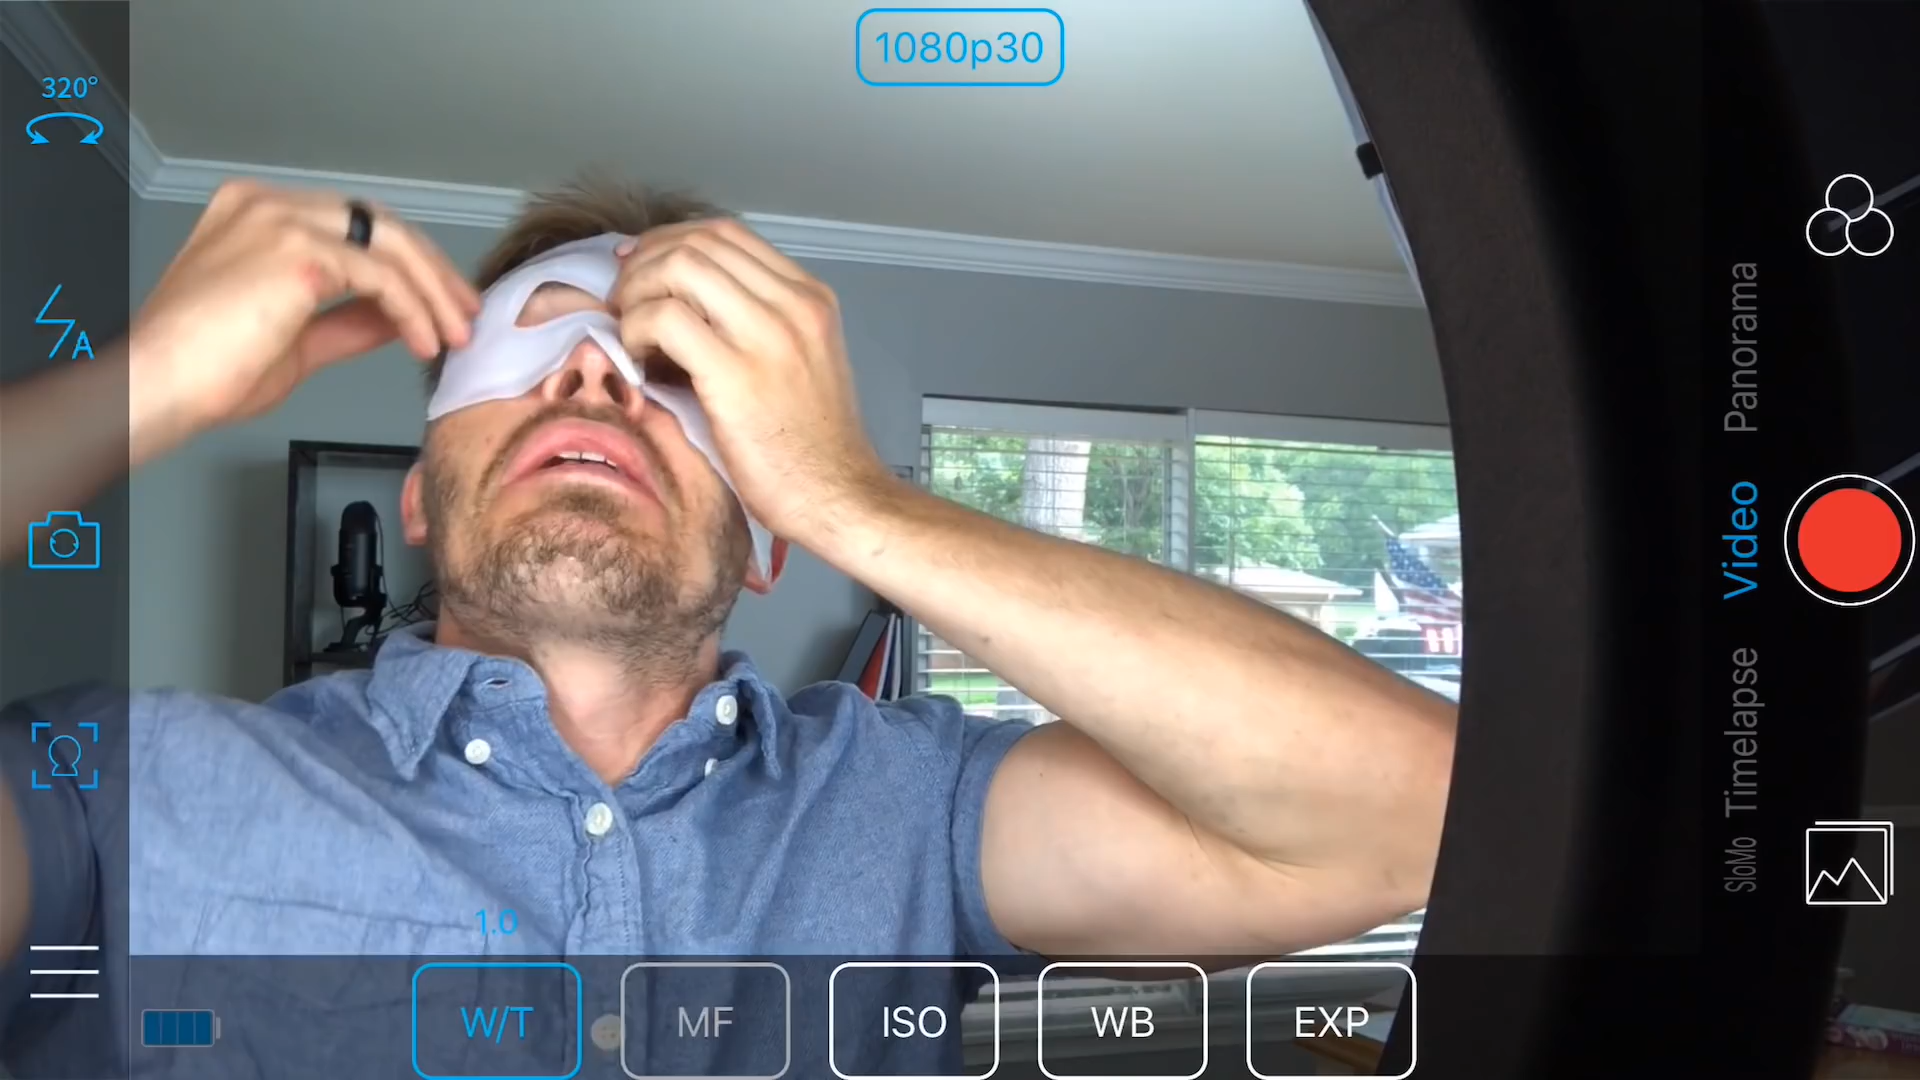 1080p30
320°
A
Panorama
Video
Timelapse
SloMo
1.0
W/T
MF
ISO
WB
EXP